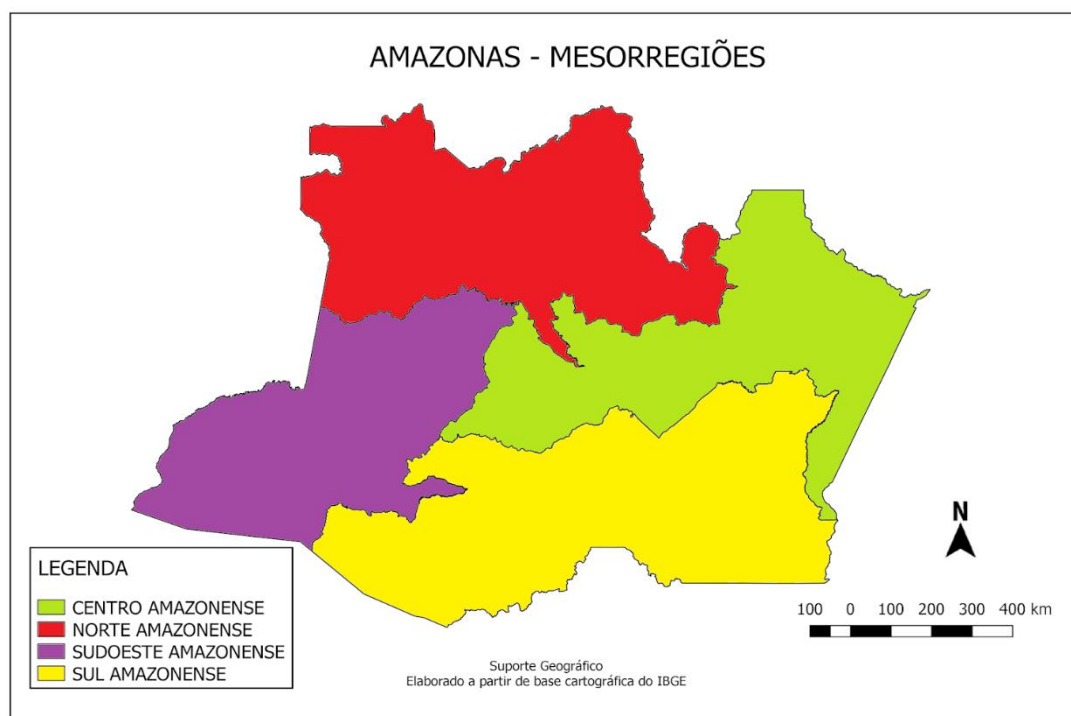 AMAZONAS - MESORREGIÕES
N
LEGENDA
CENTRO AMAZONENSE
NORTE AMAZONENSE
SUDOESTE AMAZONENSE
SUL AMAZONENSE
100 0 100 200 300 400 km
Suporte Geográfico
Elaborado a partir de base cartográfica do IBGE